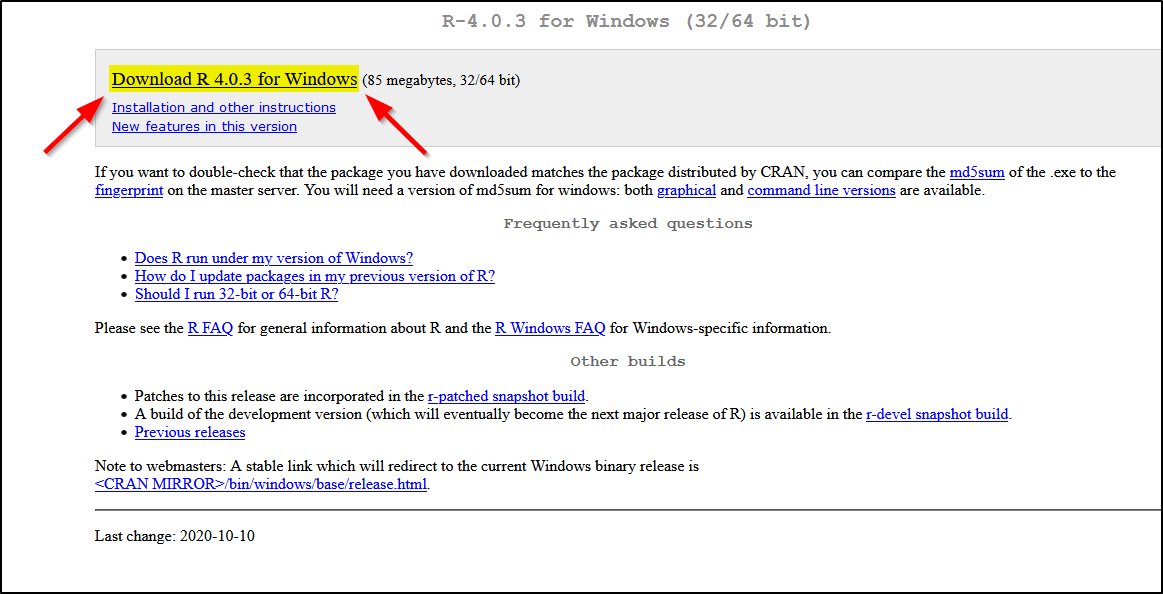 R-4.0.3 for Windows (32/64 bit)
Download R 4.0.3 for Windows (85 megabytes, 32/64 bit)
Installation and other instructions
New features in this version
If you want to double-check that the package you have downloaded matches the package distributed by CRAN, you can compare the md5sum of the .exe to the
fingerprint on the master server. You will need a version of md5sum for windows: both graphical and command line versions are available.
Frequently asked questions
• Does R run under my version of Windows?
• How do I update packages in my previous version of R?
• Should I run 32-bit or 64-bit R?
Please see the R FAQ for general information about R and the R Windows FAQ for Windows-specific information.
Other builds
• Patches to this release are incorporated in the r-patched snapshot build.
• A build of the development version (which will eventually become the next major release of R) is available in the r-devel snapshot build.
• Previous releases
Note to webmasters: A stable link which will redirect to the current Windows binary release is
<CRAN MIRROR>/bin/windows/base/release.html.
Last change: 2020-10-10